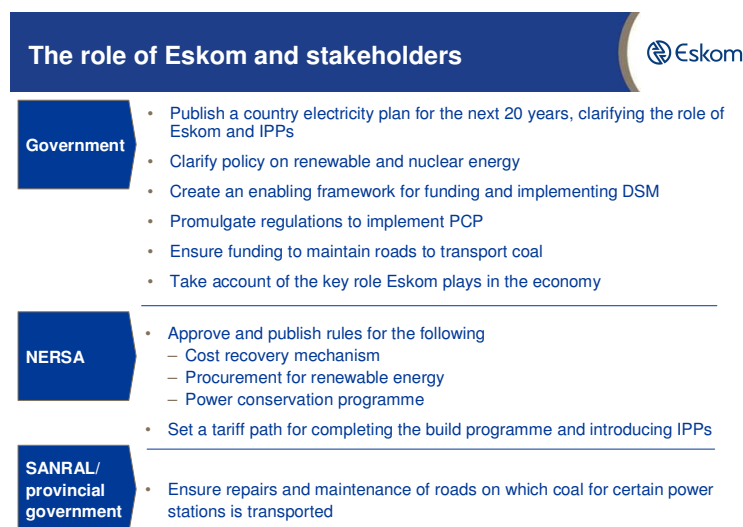 The role of Eskom and stakeholders
Eskom
Government
• Publish a country electricity plan for the next 20 years, clarifying the role of
Eskom and IPPs
• Clarify policy on renewable and nuclear energy
• Create an enabling framework for funding and implementing DSM
• Promulgate regulations to implement PCP
• Ensure funding to maintain roads to transport coal
• Take account of the key role Eskom plays in the economy
NERSA
• Approve and publish rules for the following
– Cost recovery mechanism
– Procurement for renewable energy
– Power conservation programme
• Set a tariff path for completing the build programme and introducing IPPs
SANRAL/
provincial
government
• Ensure repairs and maintenance of roads on which coal for certain power
stations is transported